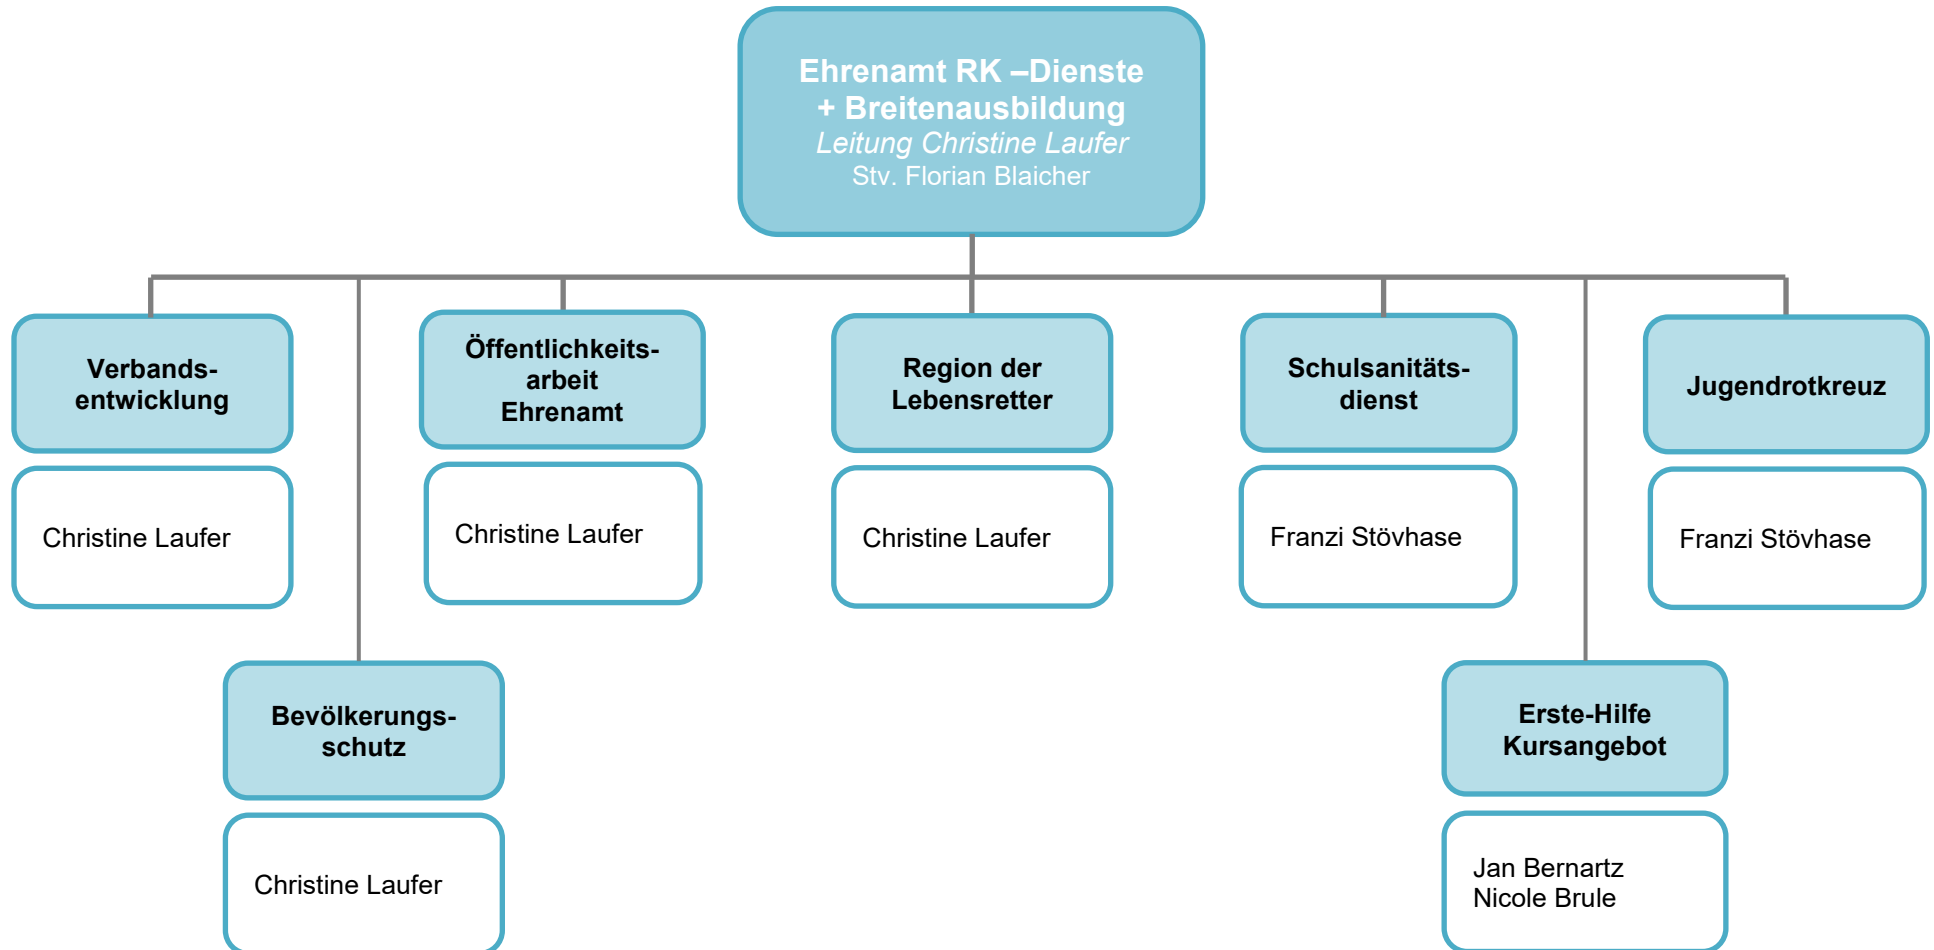 Ehrenamt RK –Dienste
+ Breitenausbildung
Leitung Christine Laufer
Stv. Florian Blaicher
Verbands-
entwicklung
Christine Laufer
Öffentlichkeits-
arbeit
Ehrenamt
Christine Laufer
Region der
Lebensretter
Christine Laufer
Schulsanitäts-
dienst
Franzi Stövhase
Jugendrotkreuz
Franzi Stövhase
Bevölkerungs-
schutz
Christine Laufer
Erste-Hilfe
Kursangebot
Jan Bernartz
Nicole Brule